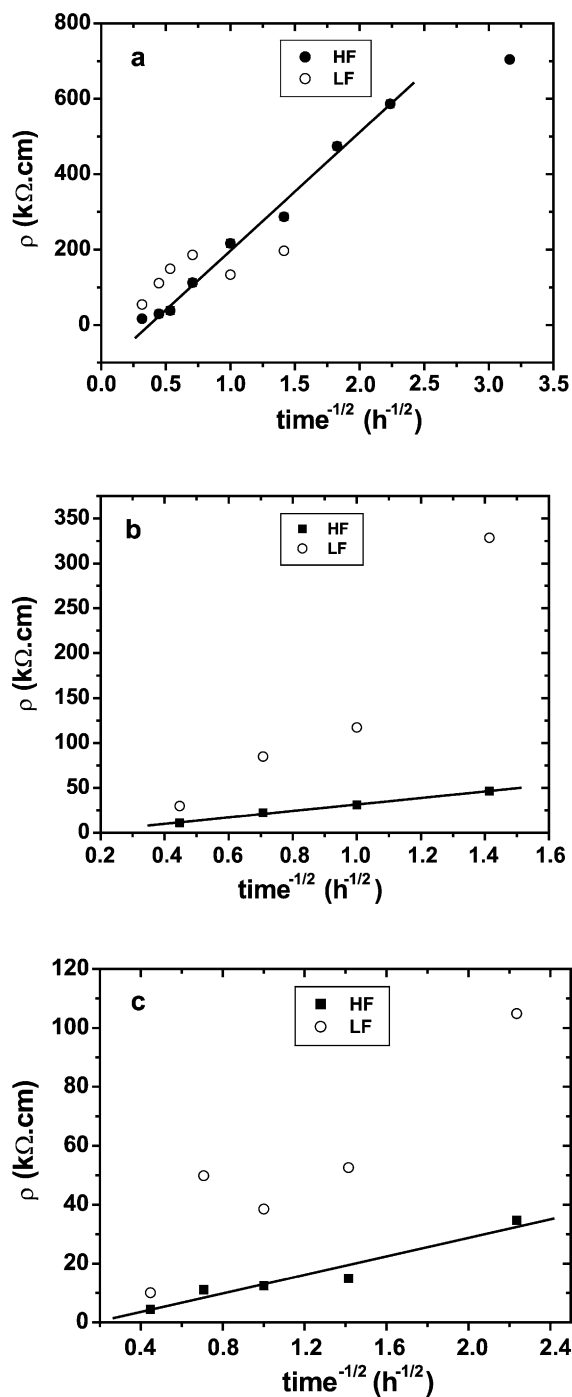 a
HF
LF
800
600
400
200
0
ρ (kΩ.cm)
0.0 0.5 1.0 1.5 2.0 2.5 3.0 3.5
time⁻¹/² (h⁻¹/²)
b
HF
LF
350
300
250
200
150
100
50
0
ρ (kΩ.cm)
0.2 0.4 0.6 0.8 1.0 1.2 1.4 1.6
time⁻¹/² (h⁻¹/²)
c
HF
LF
120
100
80
60
40
20
0
ρ (kΩ.cm)
0.4 0.8 1.2 1.6 2.0 2.4
time⁻¹/² (h⁻¹/²)